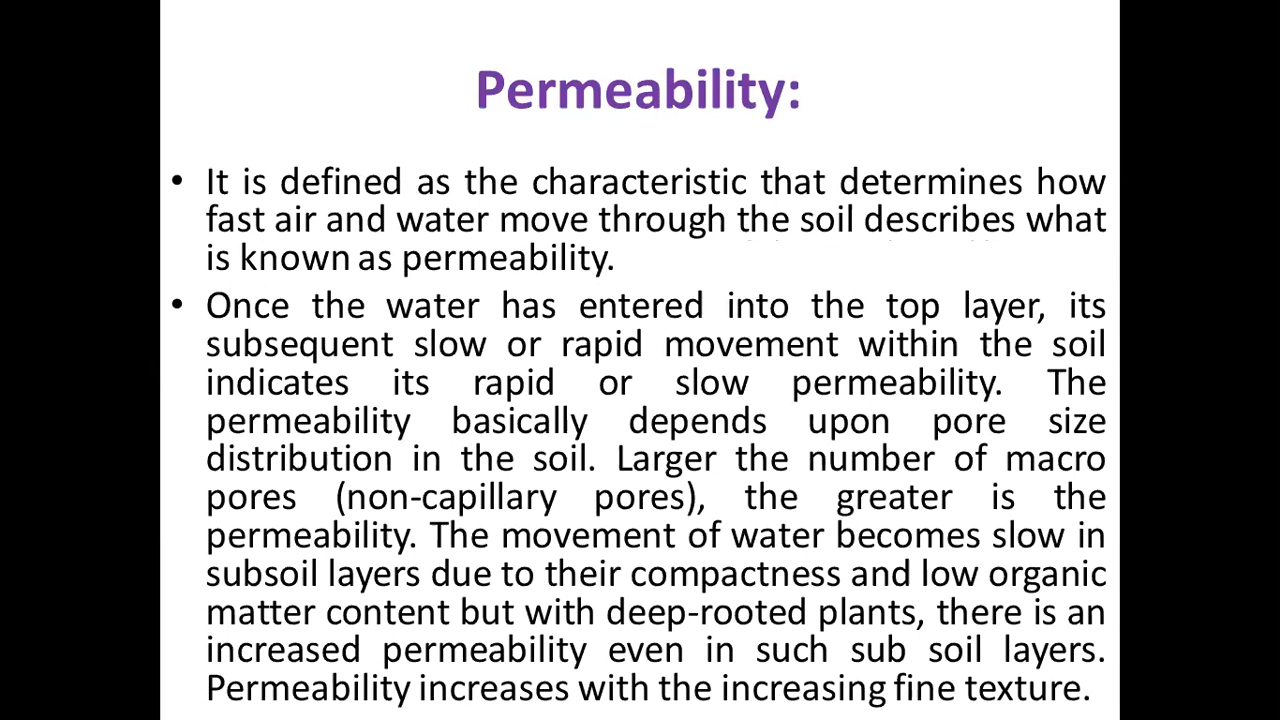 Permeability:
• It is defined as the characteristic that determines how
fast air and water move through the soil describes what
is known as permeability.
• Once the water has entered into the top layer, its
subsequent slow or rapid movement within the soil
indicates its rapid or slow permeability. The
permeability basically depends upon pore size
distribution in the soil. Larger the number of macro
pores (non-capillary pores), the greater is the
permeability. The movement of water becomes slow in
subsoil layers due to their compactness and low organic
matter content but with deep-rooted plants, there is an
increased permeability even in such sub soil layers.
Permeability increases with the increasing fine texture.